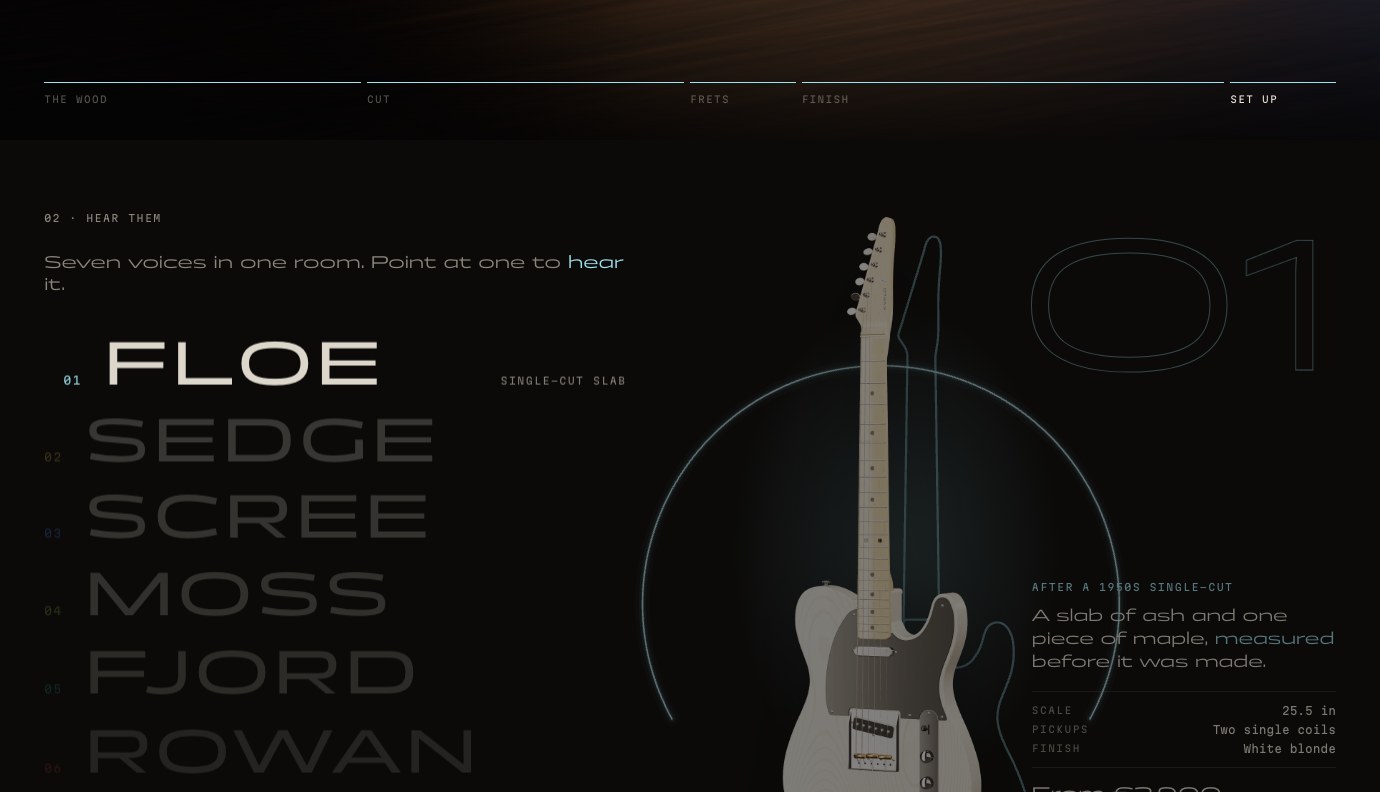 THE WOOD
CUT
FRETS
FINISH
SET UP
02 · HEAR THEM
Seven voices in one room. Point at one to hear
it.
01 FLOE SINGLE-CUT SLAB
02 SEDGE
03 SCREE
04 MOSS
05 FJORD
06 ROWAN
01
AFTER A 1950S SINGLE-CUT
A slab of ash and one
piece of maple, measured
before it was made.
SCALE 25.5 in
PICKUPS Two single coils
FINISH White blonde